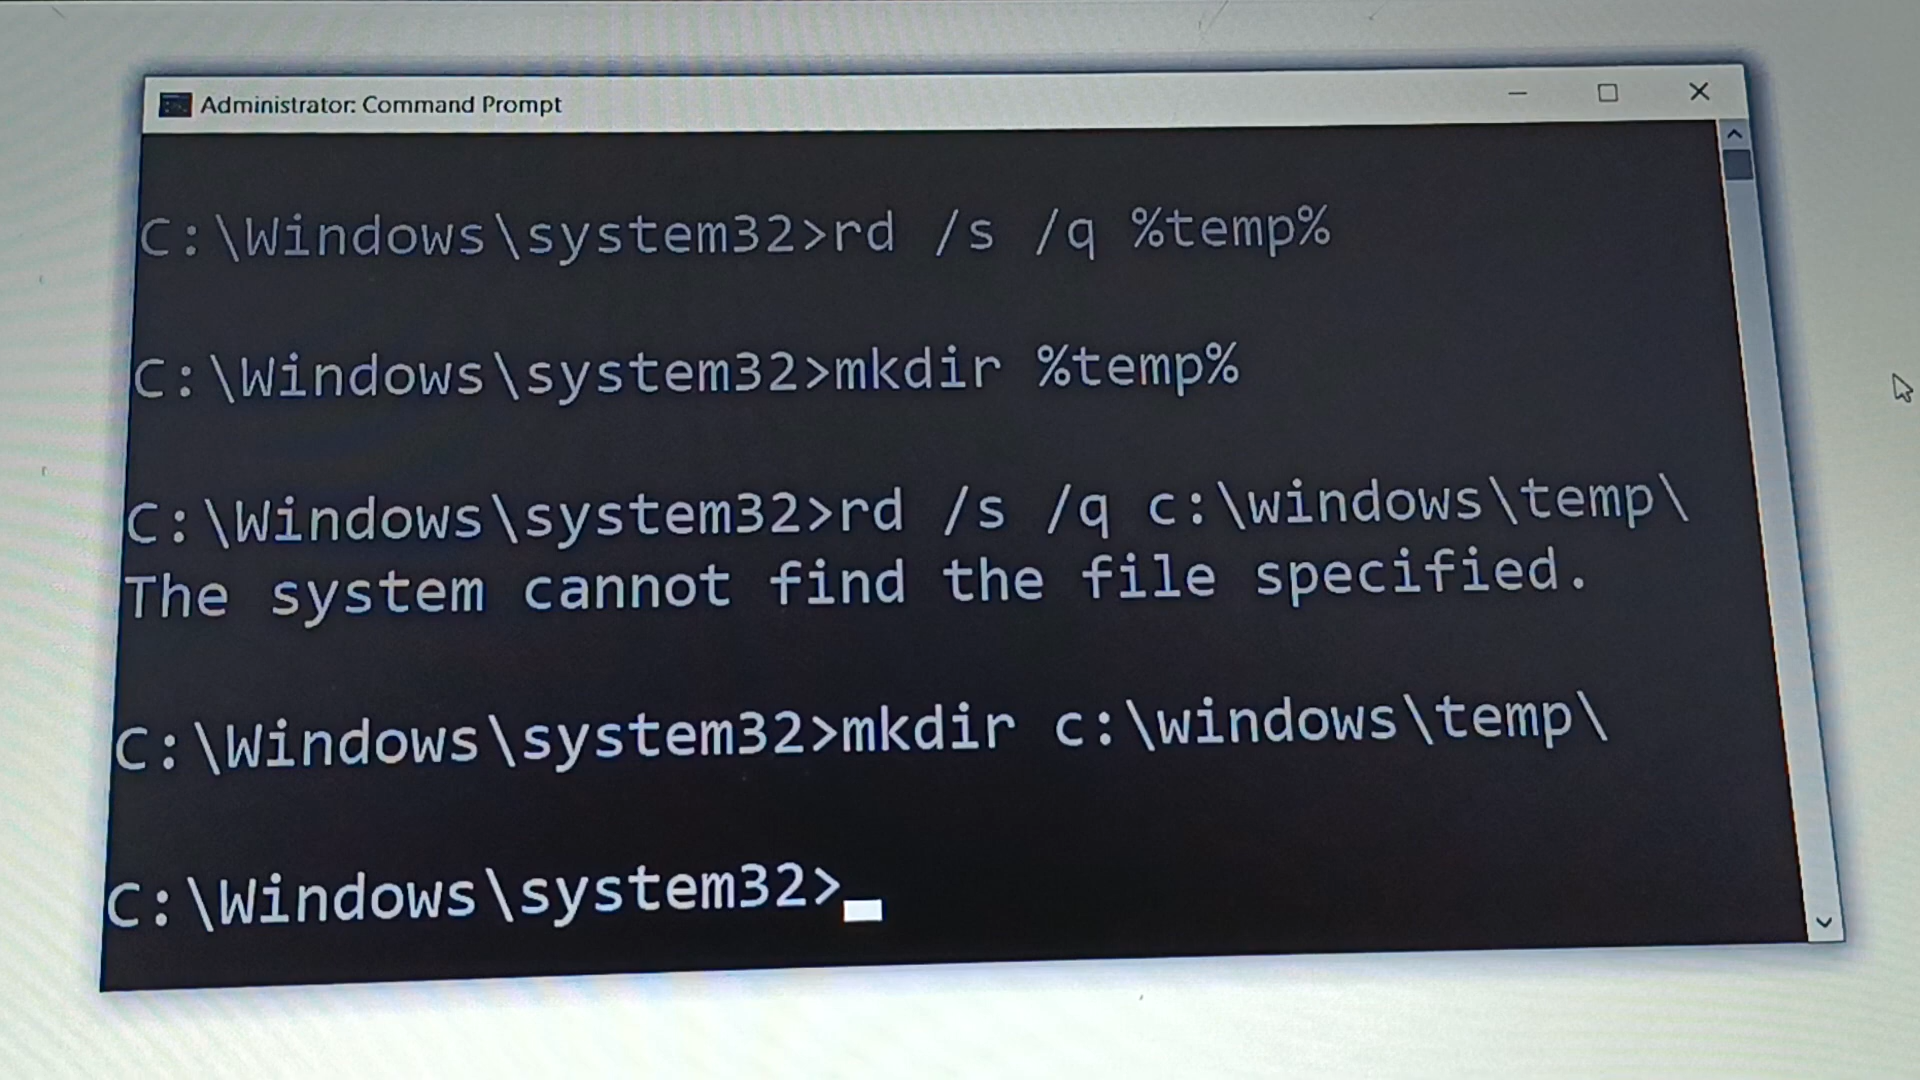 Administrator: Command Prompt
C:\Windows\system32>rd /s /q %temp%
C:\Windows\system32>mkdir %temp%
C:\Windows\system32>rd /s /q c:\windows\temp\
The system cannot find the file specified.
C:\Windows\system32>mkdir c:\windows\temp\
C:\Windows\system32>